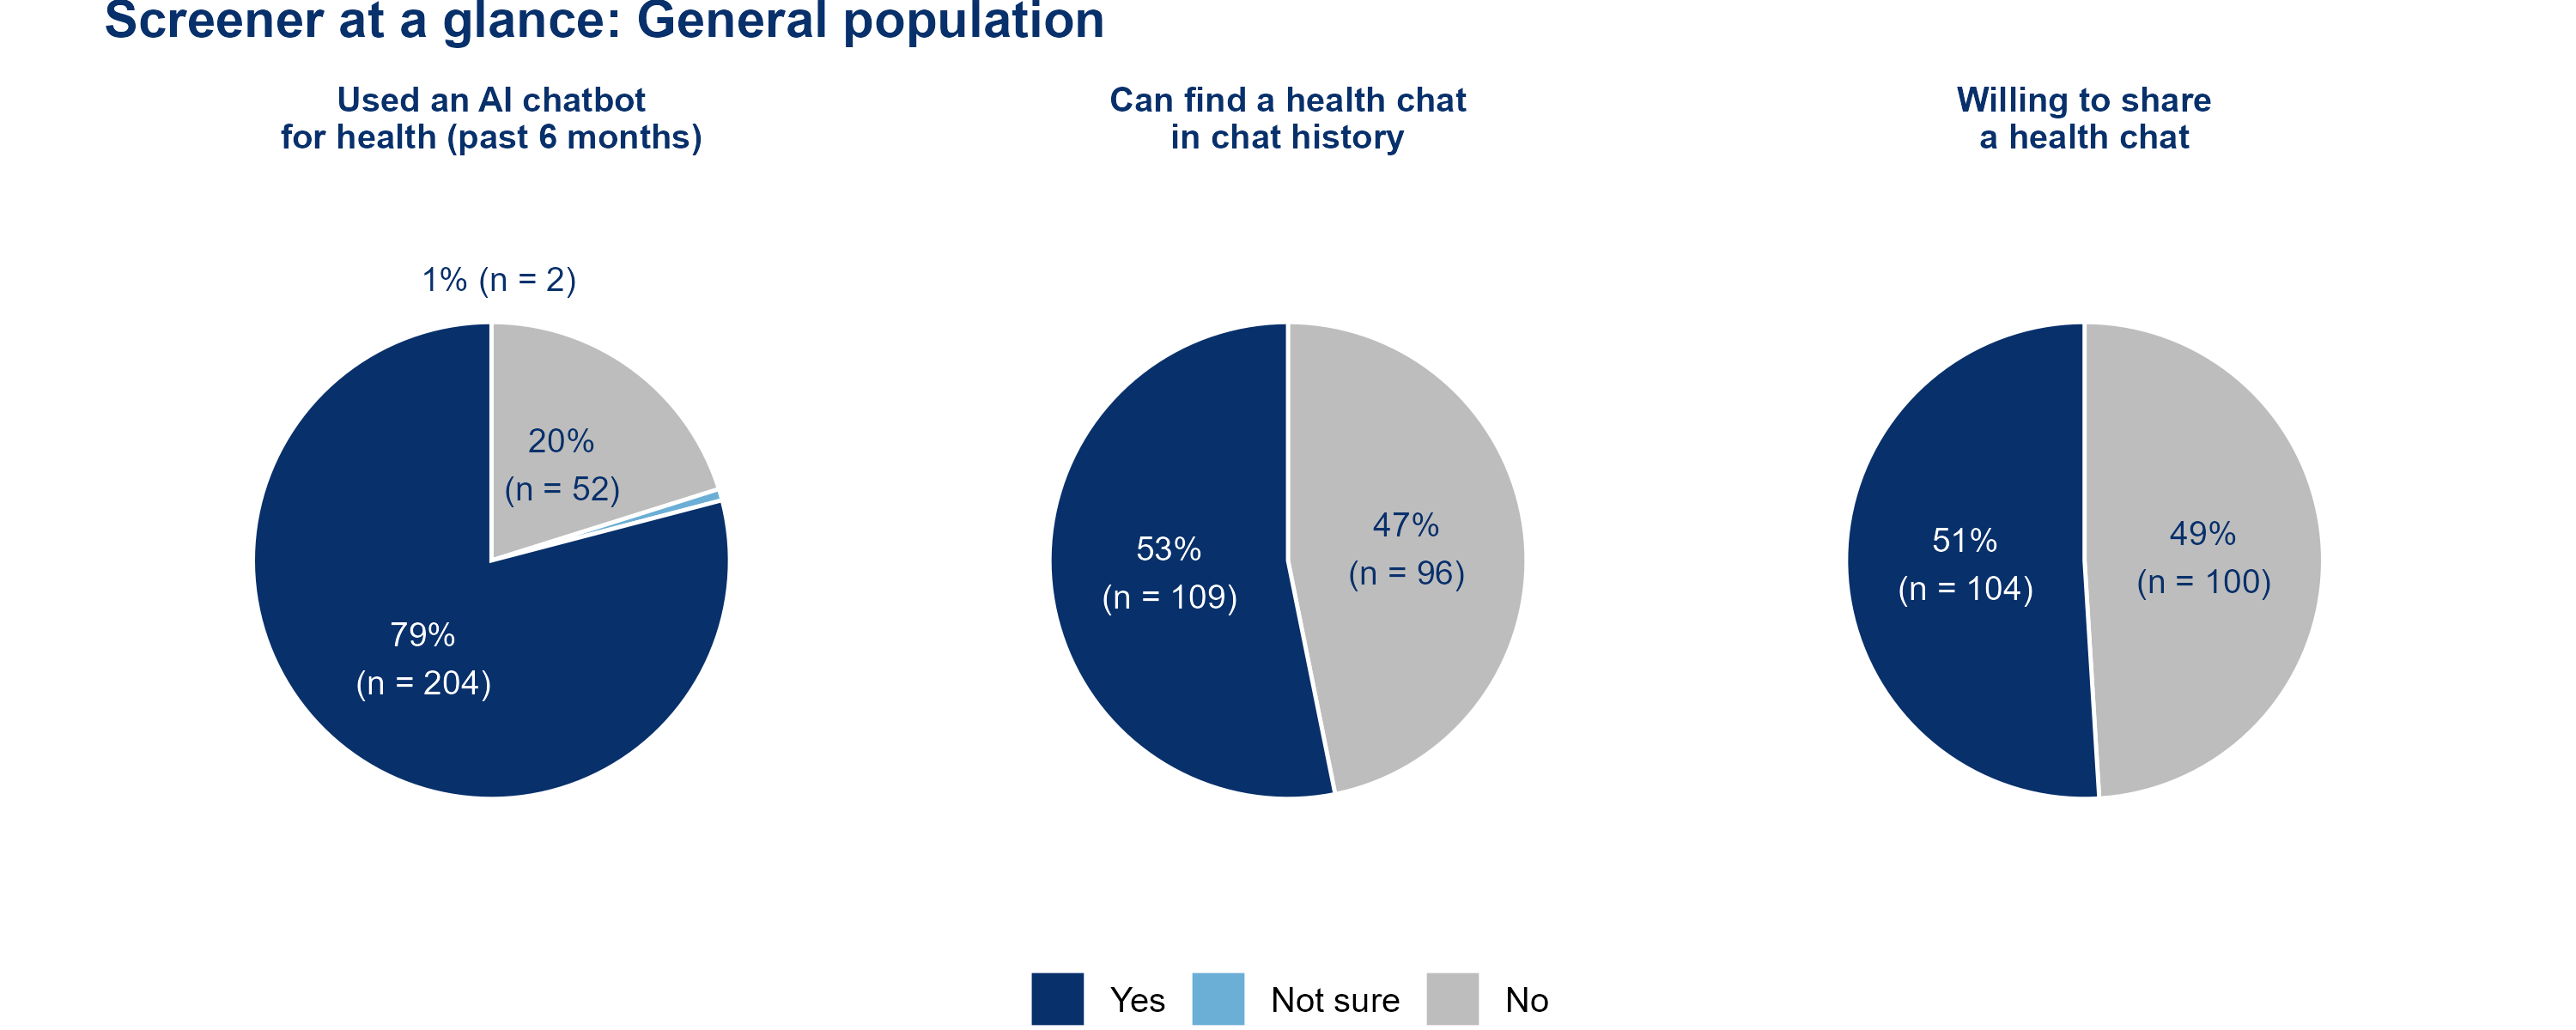 Screener at a glance: General population
Used an AI chatbot
for health (past 6 months)
1% (n = 2)
20%
(n = 52)
79%
(n = 204)
Can find a health chat
in chat history
53%
(n = 109)
47%
(n = 96)
Willing to share
a health chat
51%
(n = 104)
49%
(n = 100)
Yes
Not sure
No